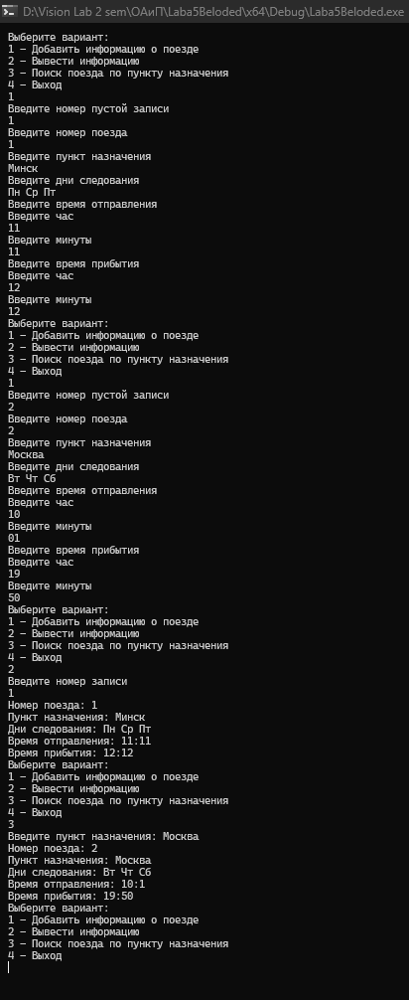 D:\Vision Lab 2 sem\ОАиП\Laba5Beloded\x64\Debug\Laba5Beloded.exe
Выберите вариант:
1 – Добавить информацию о поезде
2 – Вывести информацию
3 – Поиск поезда по пункту назначения
4 – Выход
1
Введите номер пустой записи
1
Введите номер поезда
1
Введите пункт назначения
Минск
Введите дни следования
Пн Ср Пт
Введите время отправления
Введите час
11
Введите минуты
11
Введите время прибытия
Введите час
12
Введите минуты
12
Выберите вариант:
1 – Добавить информацию о поезде
2 – Вывести информацию
3 – Поиск поезда по пункту назначения
4 – Выход
1
Введите номер пустой записи
2
Введите номер поезда
2
Введите пункт назначения
Москва
Введите дни следования
Вт Чт Сб
Введите время отправления
Введите час
10
Введите минуты
01
Введите время прибытия
Введите час
19
Введите минуты
50
Выберите вариант:
1 – Добавить информацию о поезде
2 – Вывести информацию
3 – Поиск поезда по пункту назначения
4 – Выход
2
Введите номер записи
1
Номер поезда: 1
Пункт назначения: Минск
Дни следования: Пн Ср Пт
Время отправления: 11:11
Время прибытия: 12:12
Выберите вариант:
1 – Добавить информацию о поезде
2 – Вывести информацию
3 – Поиск поезда по пункту назначения
4 – Выход
3
Введите пункт назначения: Москва
Номер поезда: 2
Пункт назначения: Москва
Дни следования: Вт Чт Сб
Время отправления: 10:1
Время прибытия: 19:50
Выберите вариант:
1 – Добавить информацию о поезде
2 – Вывести информацию
3 – Поиск поезда по пункту назначения
4 – Выход